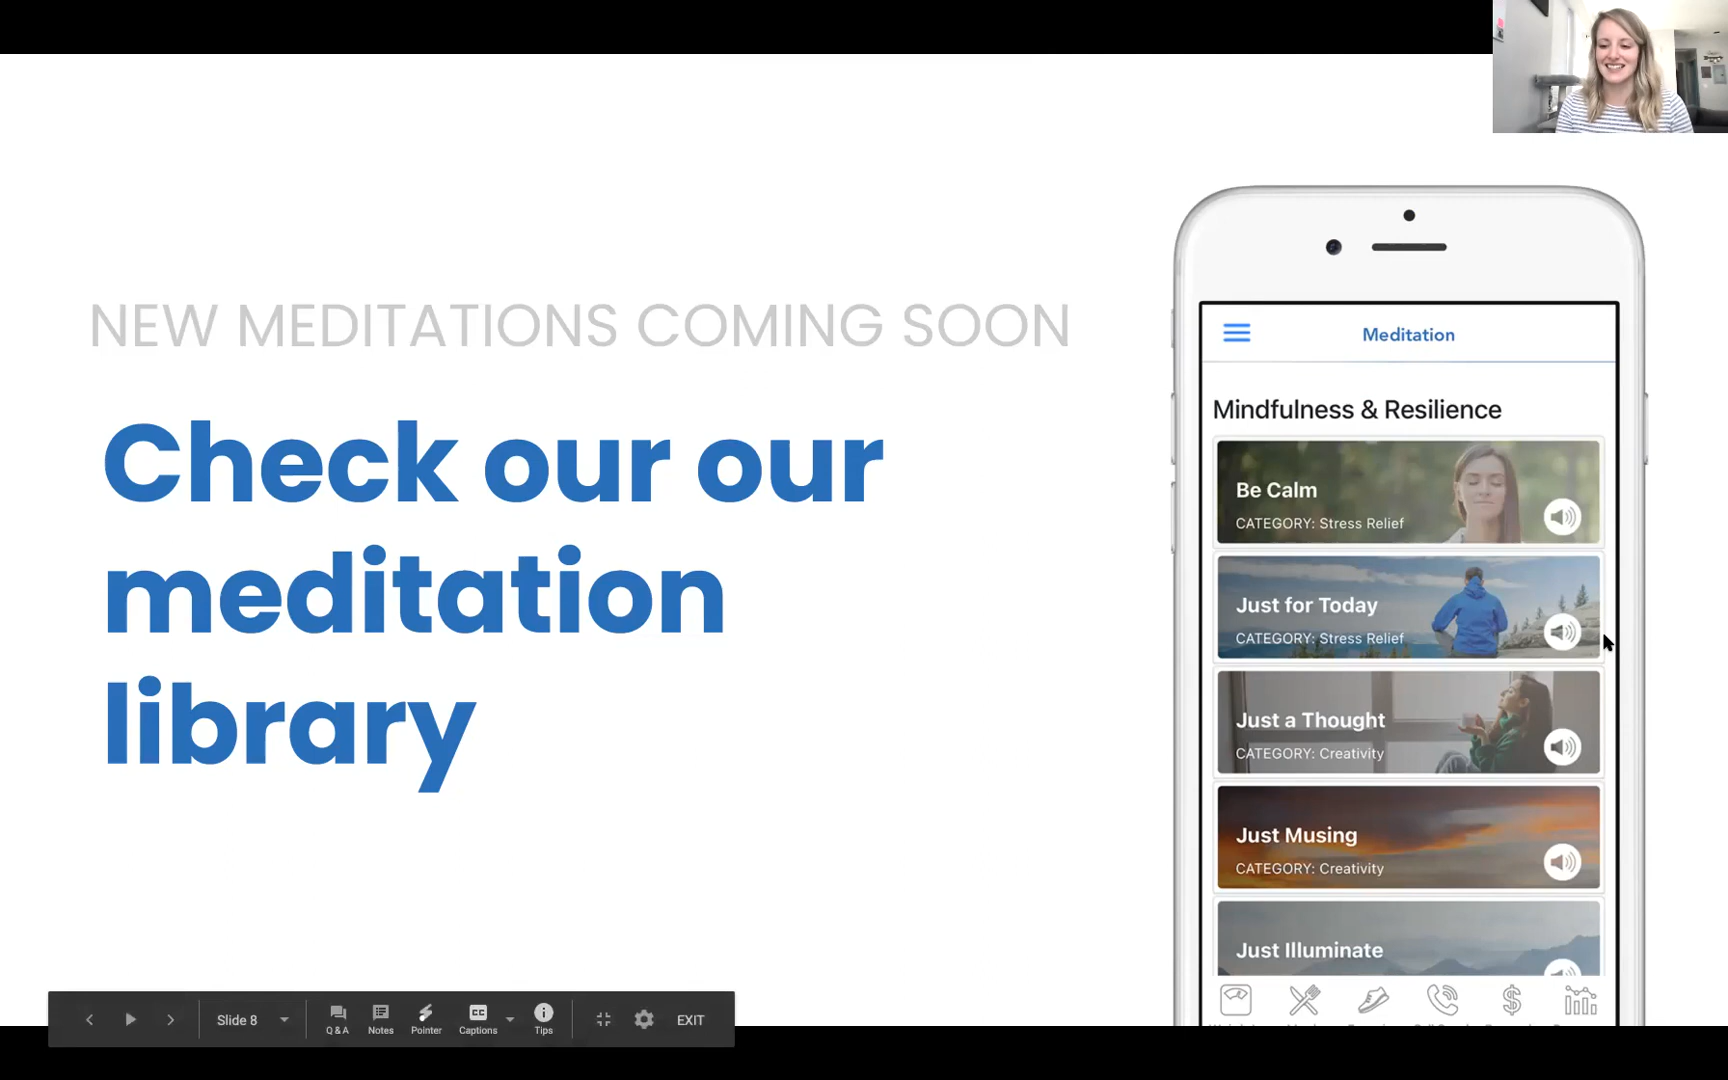 NEW MEDITATIONS COMING SOON
Check our our
meditation
library
Meditation
Mindfulness & Resilience
Be Calm
CATEGORY: Stress Relief
Just for Today
CATEGORY: Stress Relief
Just a Thought
CATEGORY: Creativity
Just Musing
CATEGORY: Creativity
Just Illuminate
Slide 8
Q & A
Notes
Pointer
CC
Captions
Tips
EXIT